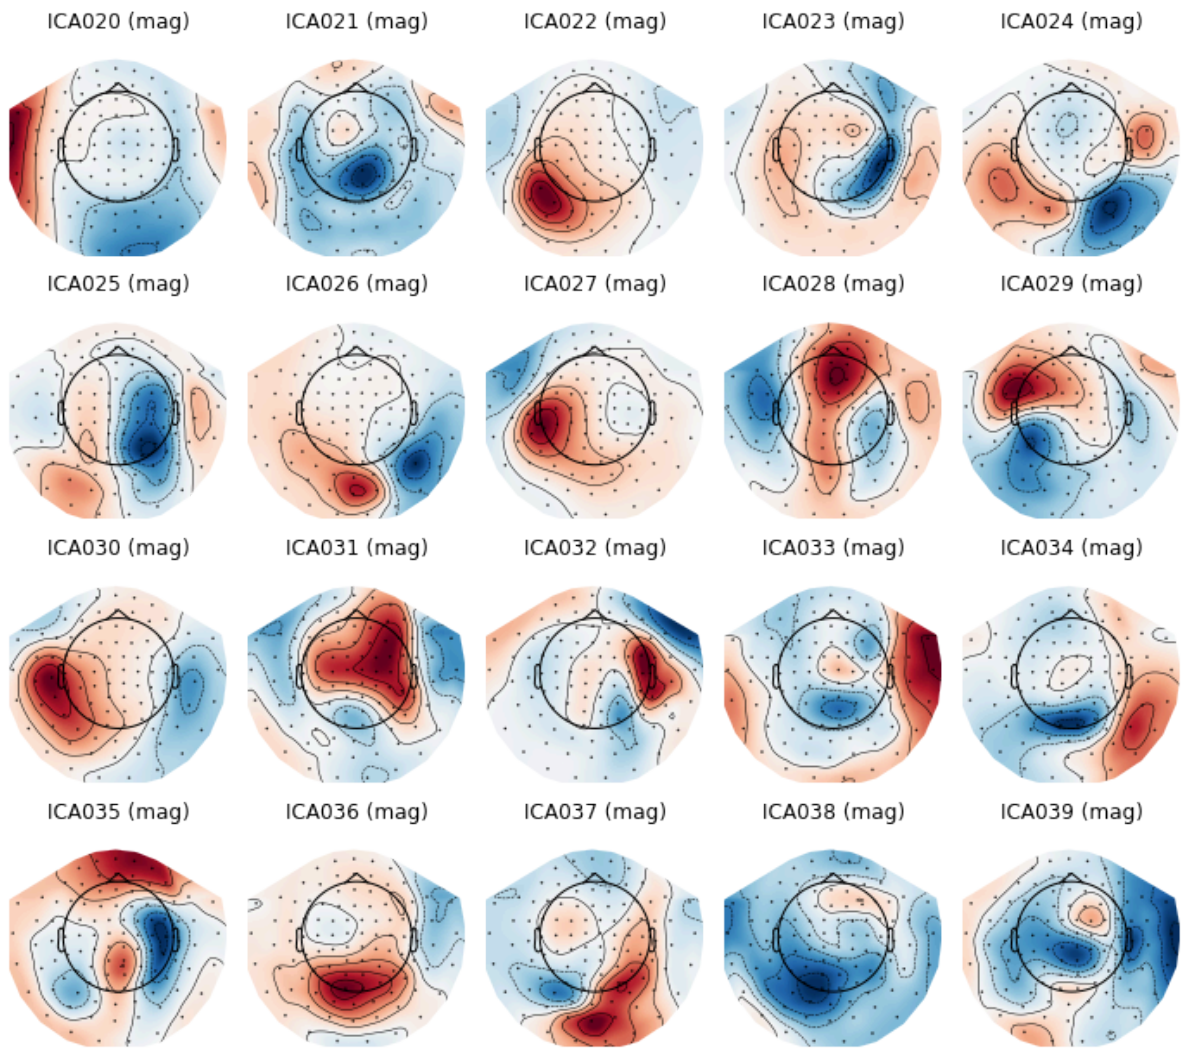 ICA020 (mag) ICA021 (mag) ICA022 (mag) ICA023 (mag) ICA024 (mag)
ICA025 (mag) ICA026 (mag) ICA027 (mag) ICA028 (mag) ICA029 (mag)
ICA030 (mag) ICA031 (mag) ICA032 (mag) ICA033 (mag) ICA034 (mag)
ICA035 (mag) ICA036 (mag) ICA037 (mag) ICA038 (mag) ICA039 (mag)